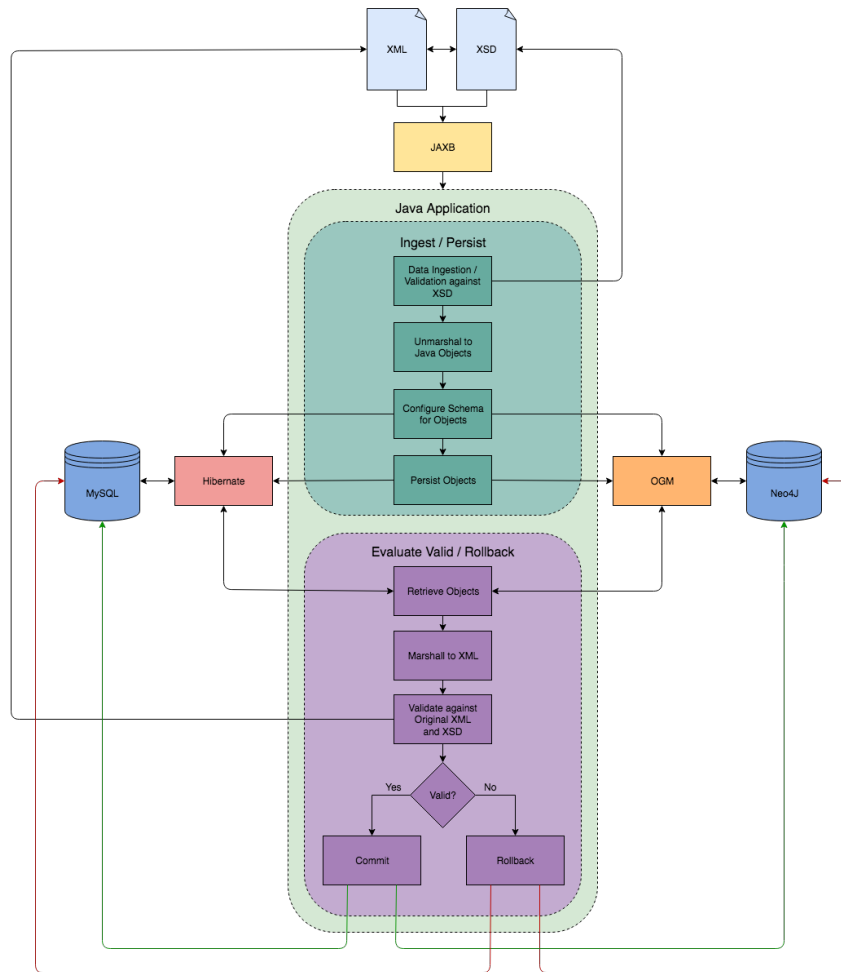 XML
XSD
JAXB
Java Application
Ingest / Persist
Data Ingestion /
Validation against
XSD
Unmarshal to
Java Objects
Configure Schema
for Objects
Persist Objects
MySQL
Hibernate
OGM
Neo4J
Evaluate Valid / Rollback
Retrieve Objects
Marshall to XML
Validate against
Original XML
and XSD
Valid?
Yes
No
Commit
Rollback